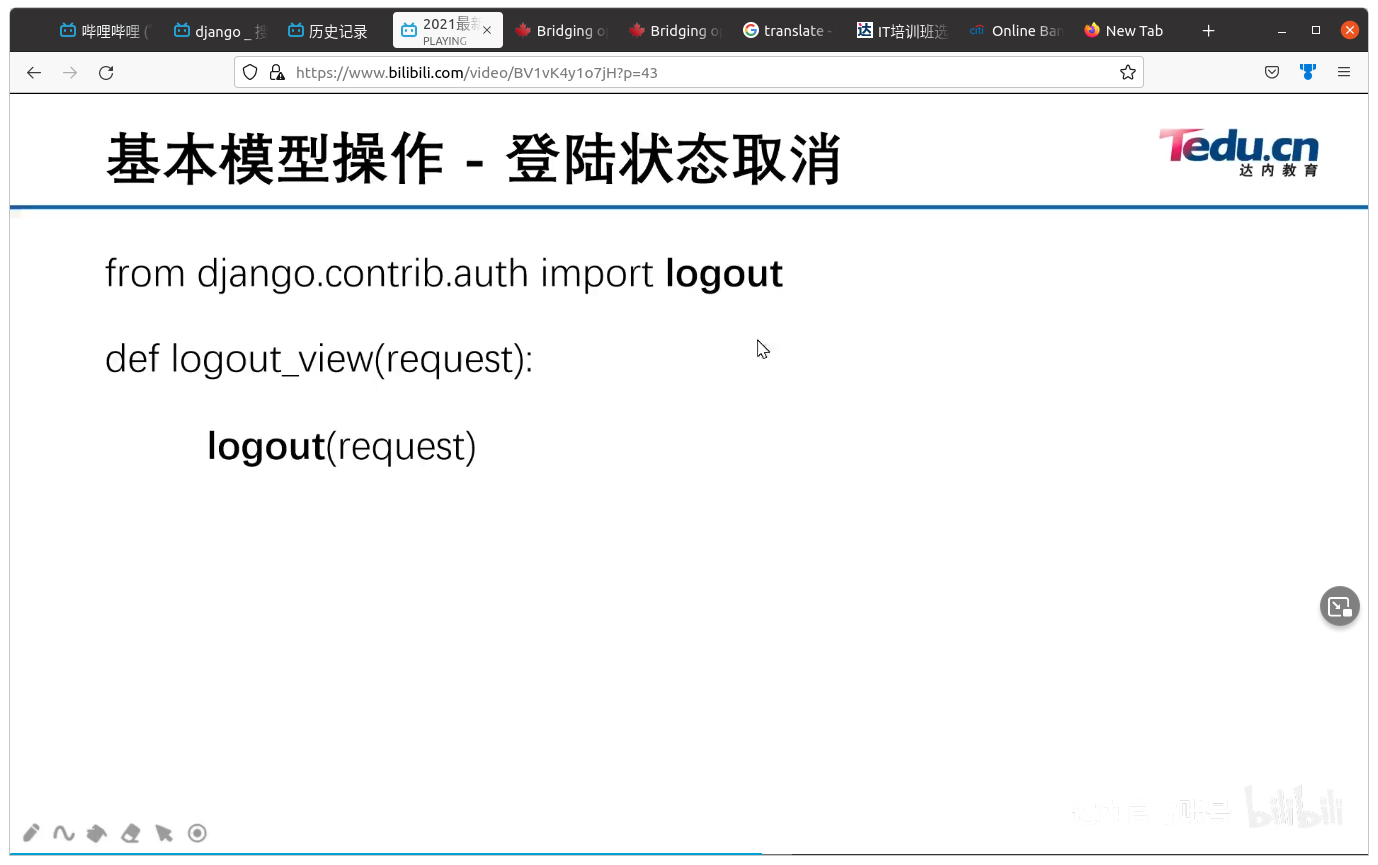 哔哩哔哩 (
django _
历史记录
2021最新
PLAYING
Bridging o
Bridging o
translate -
IT培训班选
citi
Online Ban
New Tab
https://www.bilibili.com/video/BV1vK4y1o7jH?p=43
基本模型操作 - 登陆状态取消
Tedu.cn
达内教育
from django.contrib.auth import logout
def logout_view(request):
logout(request)
bilibili